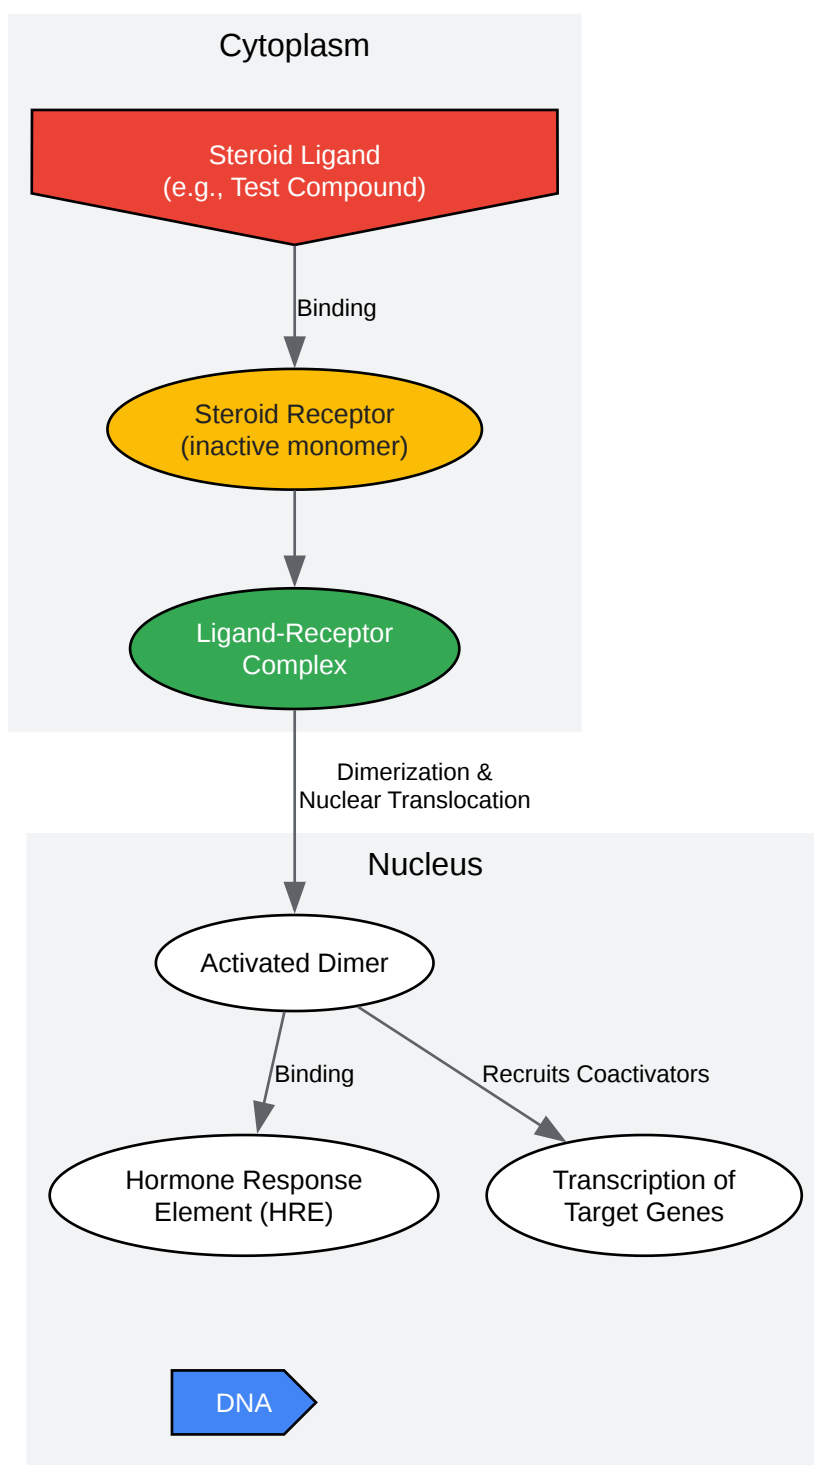 Cytoplasm
Steroid Ligand
(e.g., Test Compound)
Binding
Steroid Receptor
(inactive monomer)
Ligand-Receptor
Complex
Dimerization &
Nuclear Translocation
Nucleus
Activated Dimer
Binding
Recruits Coactivators
Hormone Response
Element (HRE)
Transcription of
Target Genes
DNA